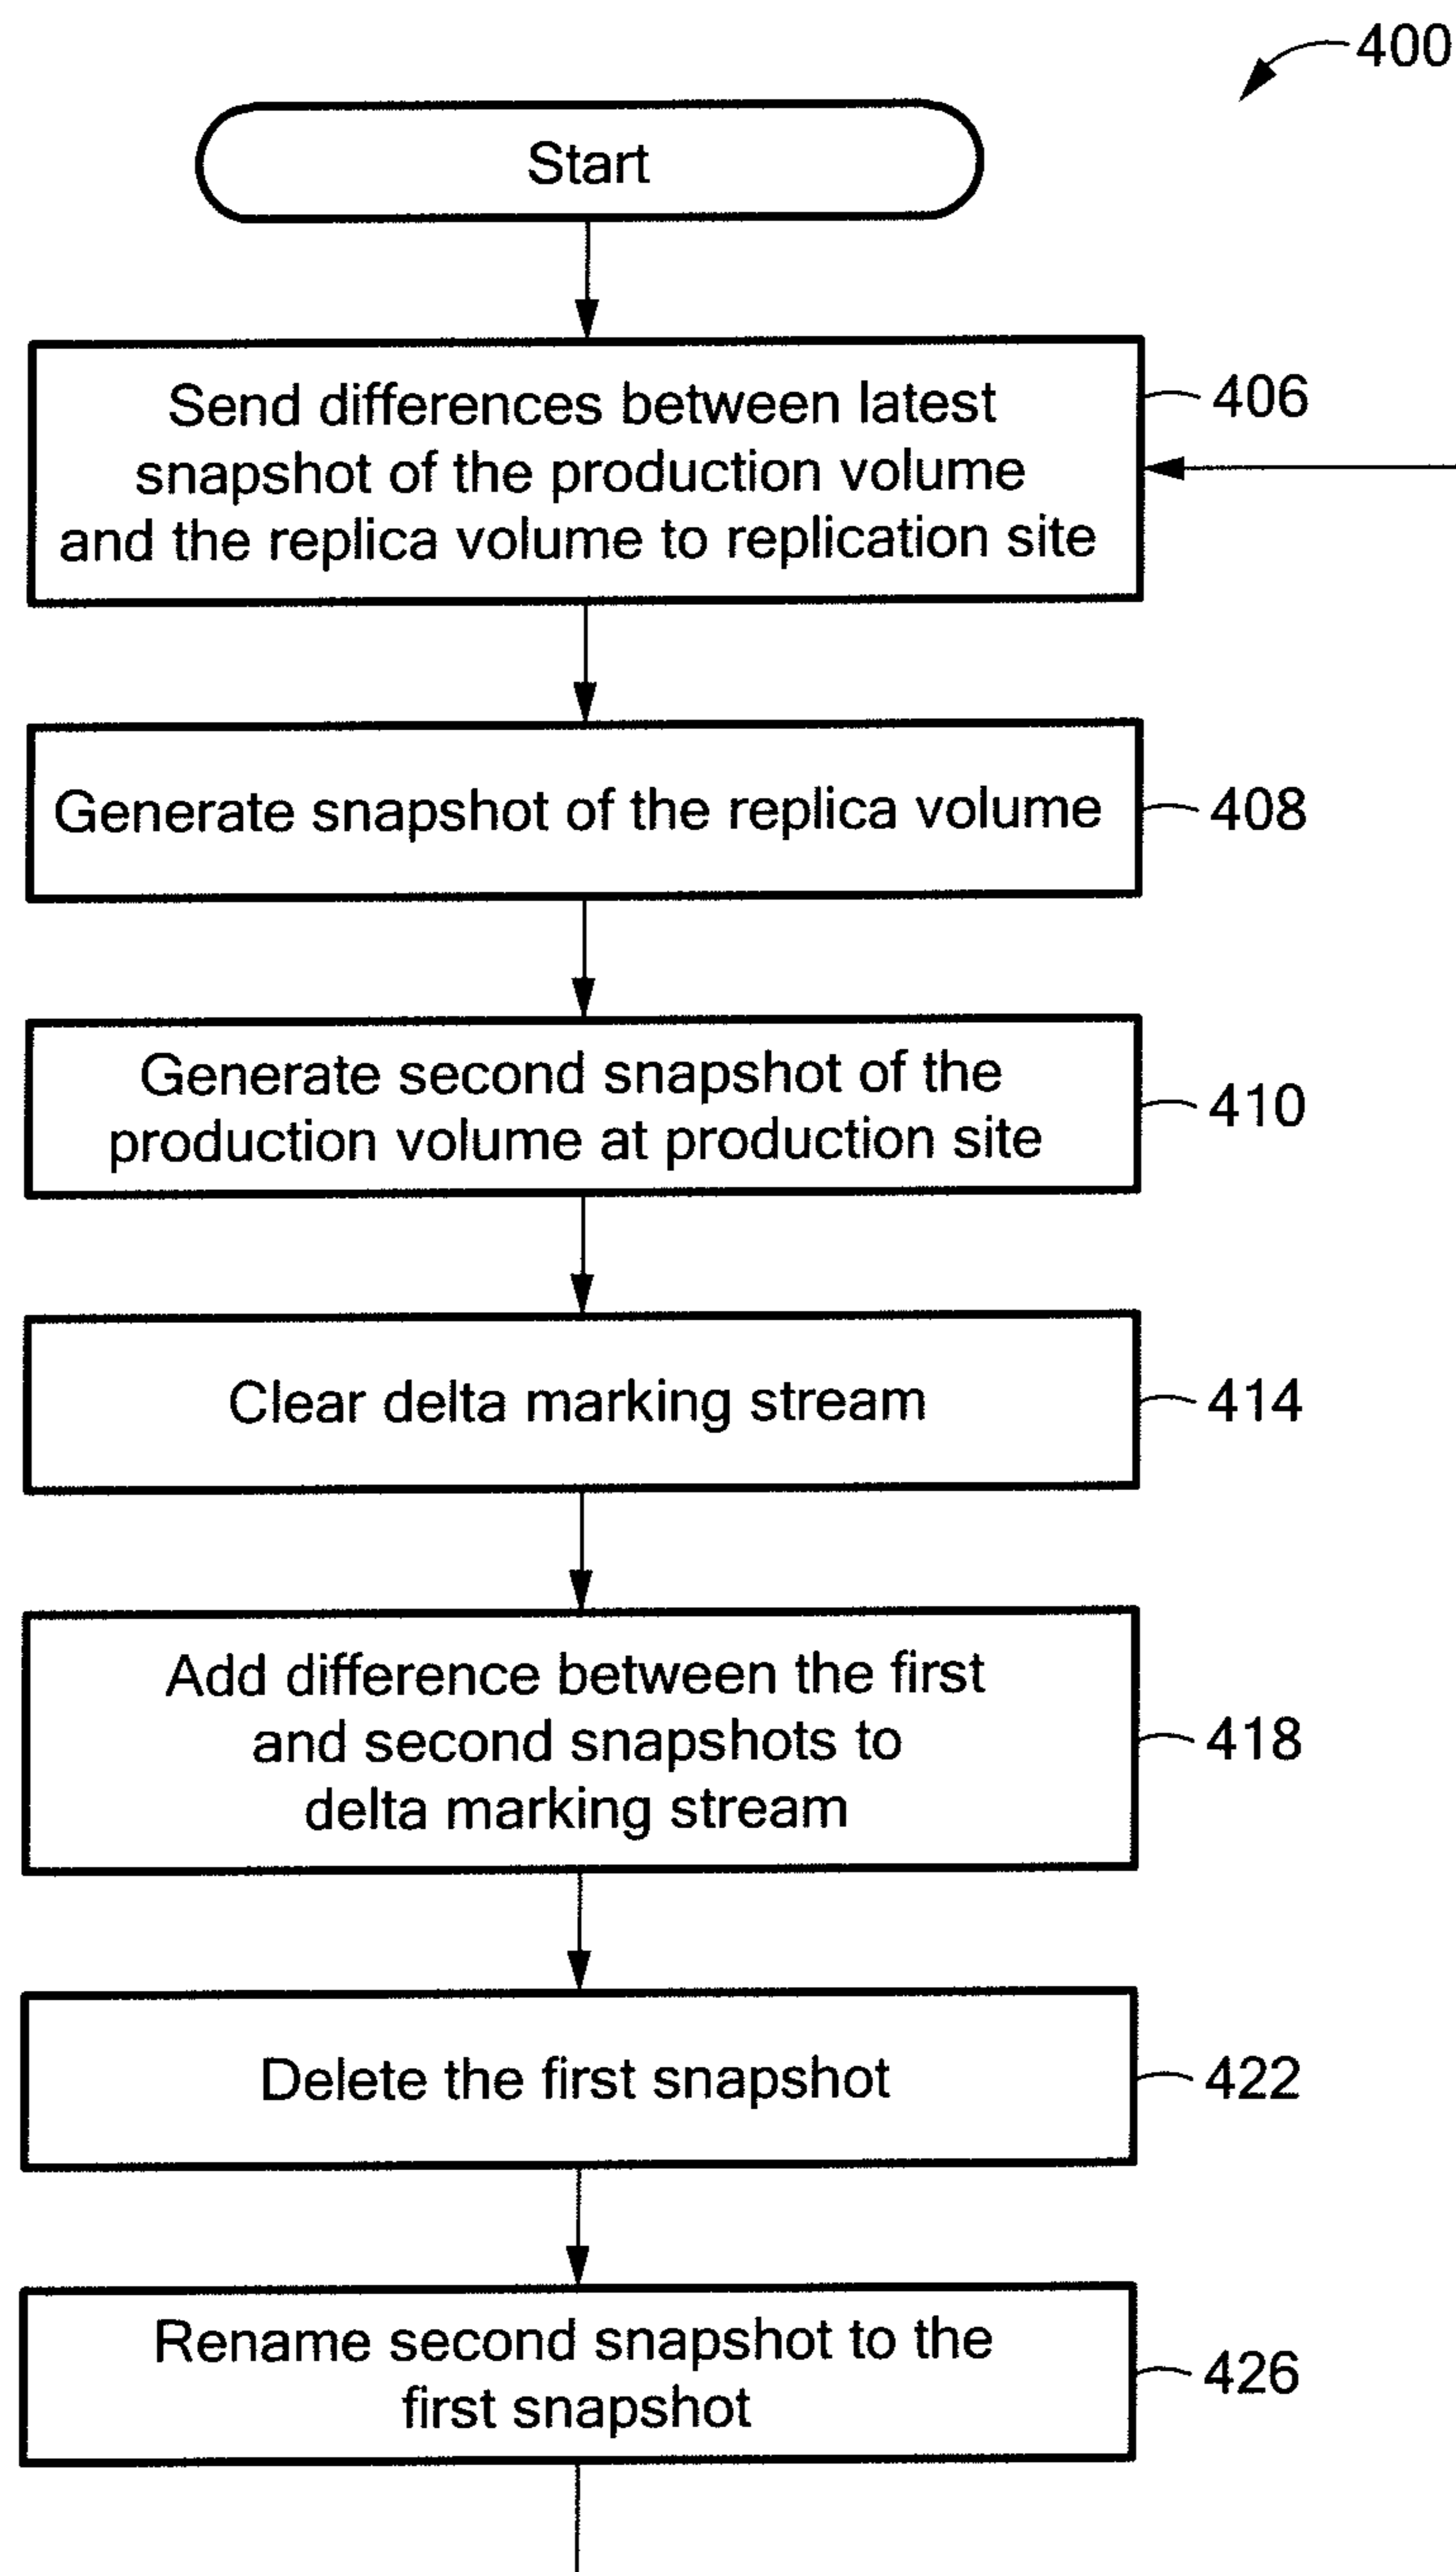 400
Start
Send differences between latest
snapshot of the production volume
and the replica volume to replication site
406
Generate snapshot of the replica volume
408
Generate second snapshot of the
production volume at production site
410
Clear delta marking stream
414
Add difference between the first
and second snapshots to
delta marking stream
418
Delete the first snapshot
422
Rename second snapshot to the
first snapshot
426